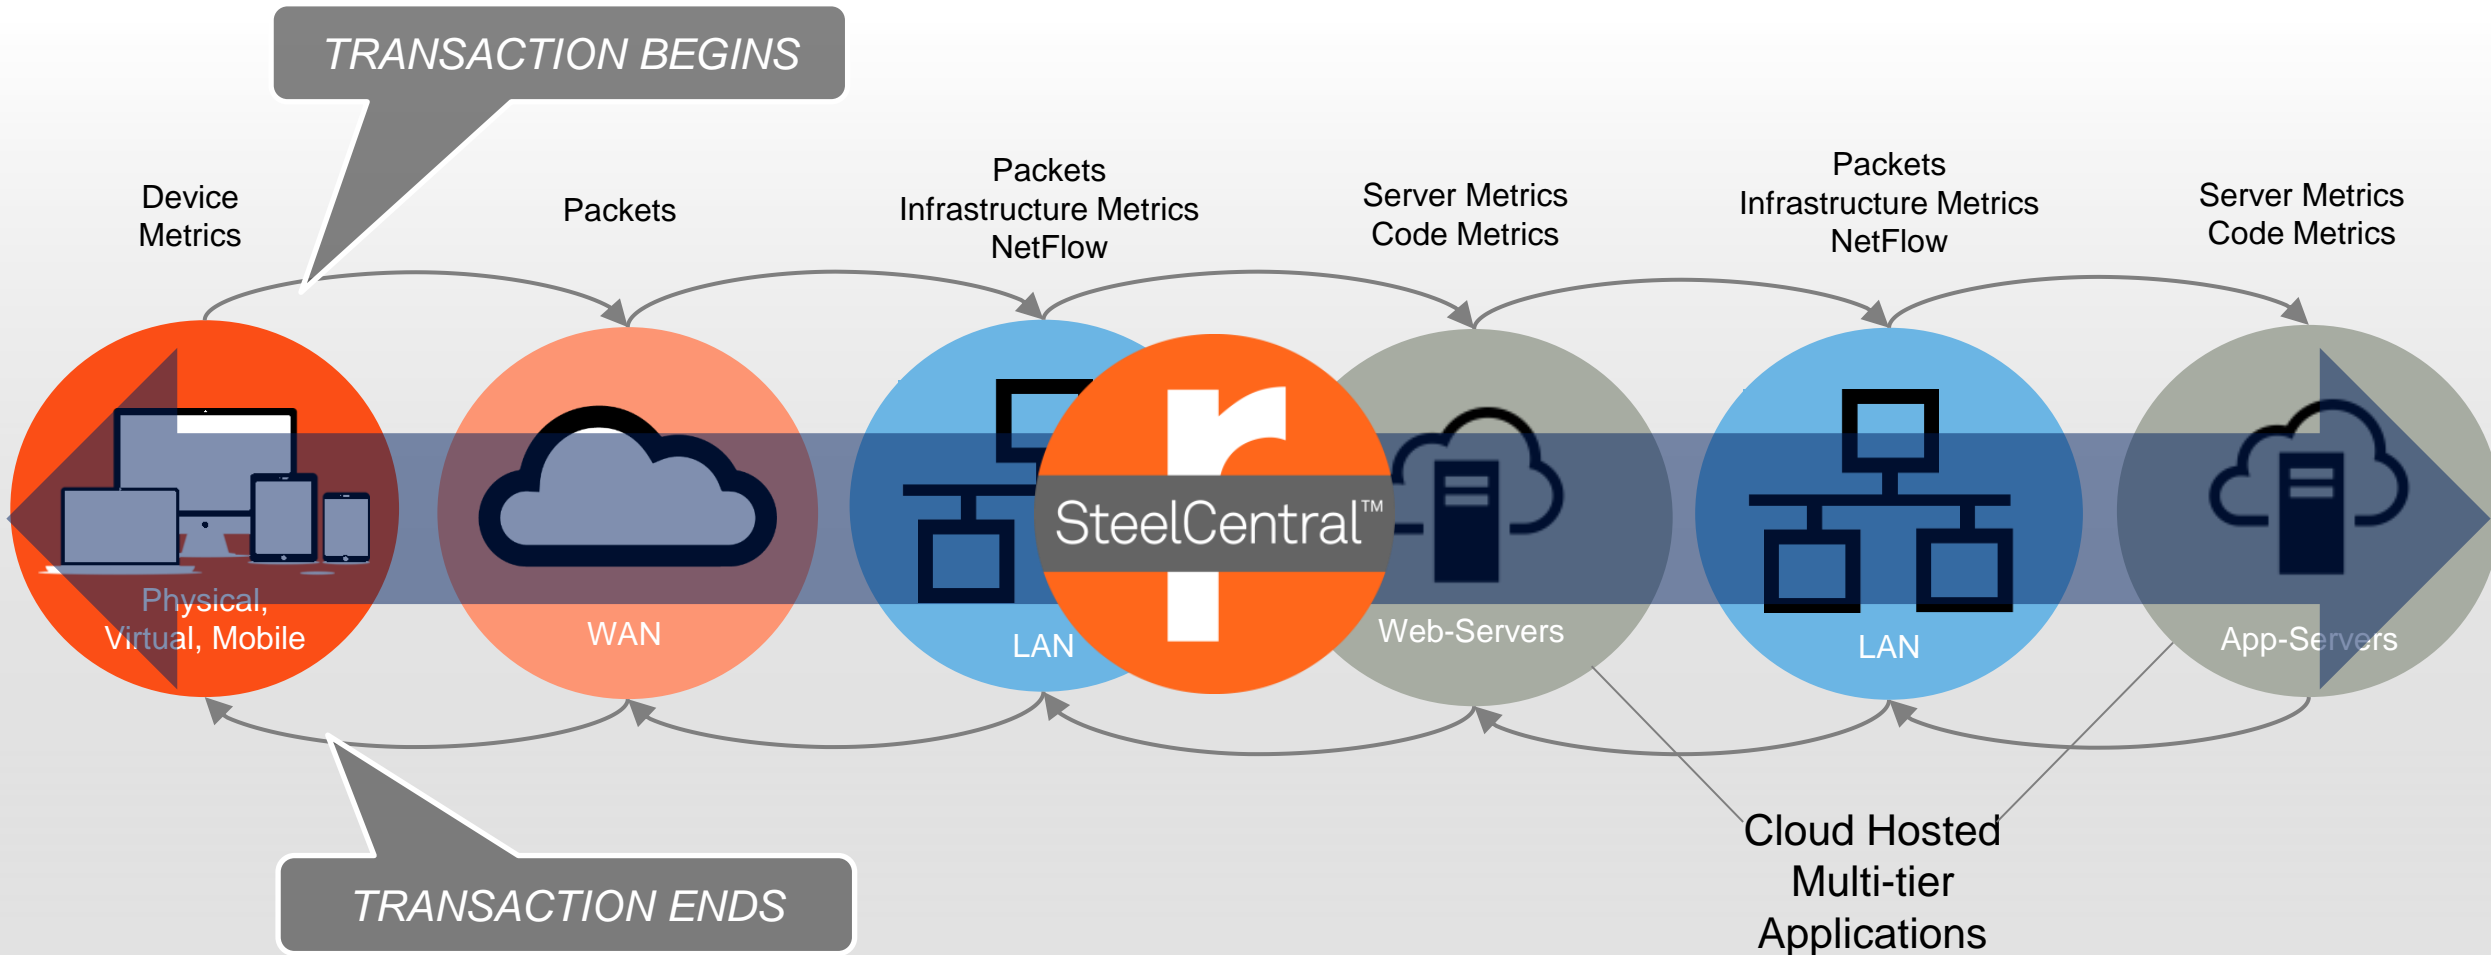 TRANSACTION BEGINS
Device
Metrics
Packets
Packets
Infrastructure Metrics
NetFlow
Server Metrics
Code Metrics
Packets
Infrastructure Metrics
NetFlow
Server Metrics
Code Metrics
Physical,
Virtual, Mobile
WAN
LAN
r
SteelCentral™
Web-Servers
LAN
App-Servers
TRANSACTION ENDS
Cloud Hosted
Multi-tier
Applications